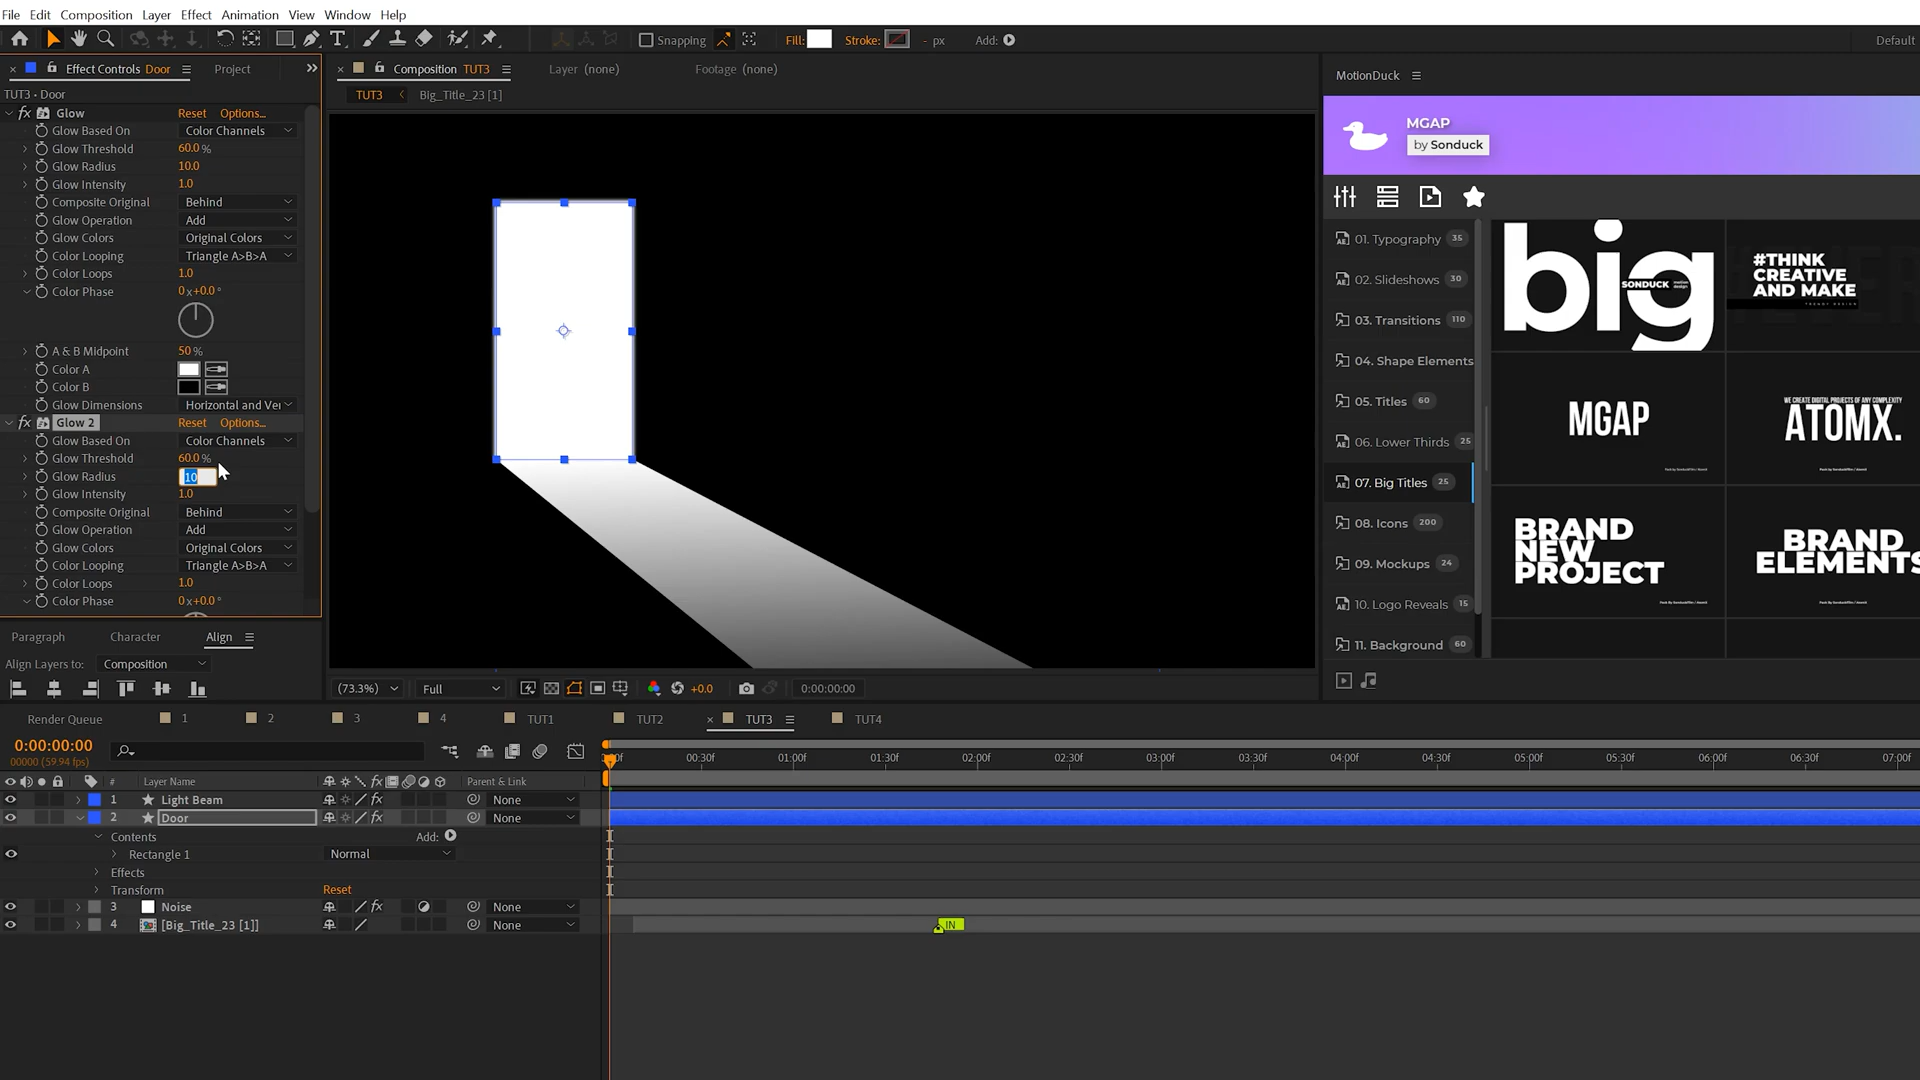 File Edit Composition Layer Effect Animation View Window Help
Snapping Fill: Stroke: - px Add: Default
Effect Controls Door Project
Composition TUT3 Layer (none) Footage (none)
TUT3 • Door
TUT3 Big_Title_23 [1]
Glow Reset Options...
Glow Based On Color Channels
Glow Threshold 60.0 %
Glow Radius 10.0
Glow Intensity 1.0
Composite Original Behind
Glow Operation Add
Glow Colors Original Colors
Color Looping Triangle A>B>A
Color Loops 1.0
Color Phase 0 x+0.0 °
A & B Midpoint 50 %
Color A
Color B
Glow Dimensions Horizontal and Ver
Glow 2 Reset Options...
Glow Based On Color Channels
Glow Threshold 60.0 %
Glow Radius 10
Glow Intensity 1.0
Composite Original Behind
Glow Operation Add
Glow Colors Original Colors
Color Looping Triangle A>B>A
Color Loops 1.0
Color Phase 0 x+0.0 °
Paragraph Character Align
Align Layers to: Composition
(73.3%) Full +0.0 0:00:00:00
MotionDuck
MGAP
by Sonduck
01. Typography 35
02. Slideshows 30
03. Transitions 110
04. Shape Elements
05. Titles 60
06. Lower Thirds 25
07. Big Titles 25
08. Icons 200
09. Mockups 24
10. Logo Reveals 15
11. Background 60
big
SONDUCK
#THINK
CREATIVE
AND MAKE
MGAP
WE CREATE DIGITAL PROJECTS OF ANY COMPLEXITY
ATOMX.
BRAND
NEW
PROJECT
BRAND
ELEMENTS
Render Queue 1 2 3 4 TUT1 TUT2 TUT3 TUT4
0:00:00:00
00000 (59.94 fps)
00f 00:30f 01:00f 01:30f 02:00f 02:30f 03:00f 03:30f 04:00f 04:30f 05:00f 05:30f 06:00f 06:30f 07:00f
# Layer Name fx Parent & Link
1 Light Beam None
2 Door None
Contents Add:
Rectangle 1 Normal
Effects
Transform Reset
3 Noise None
4 [Big_Title_23 [1]] None
IN